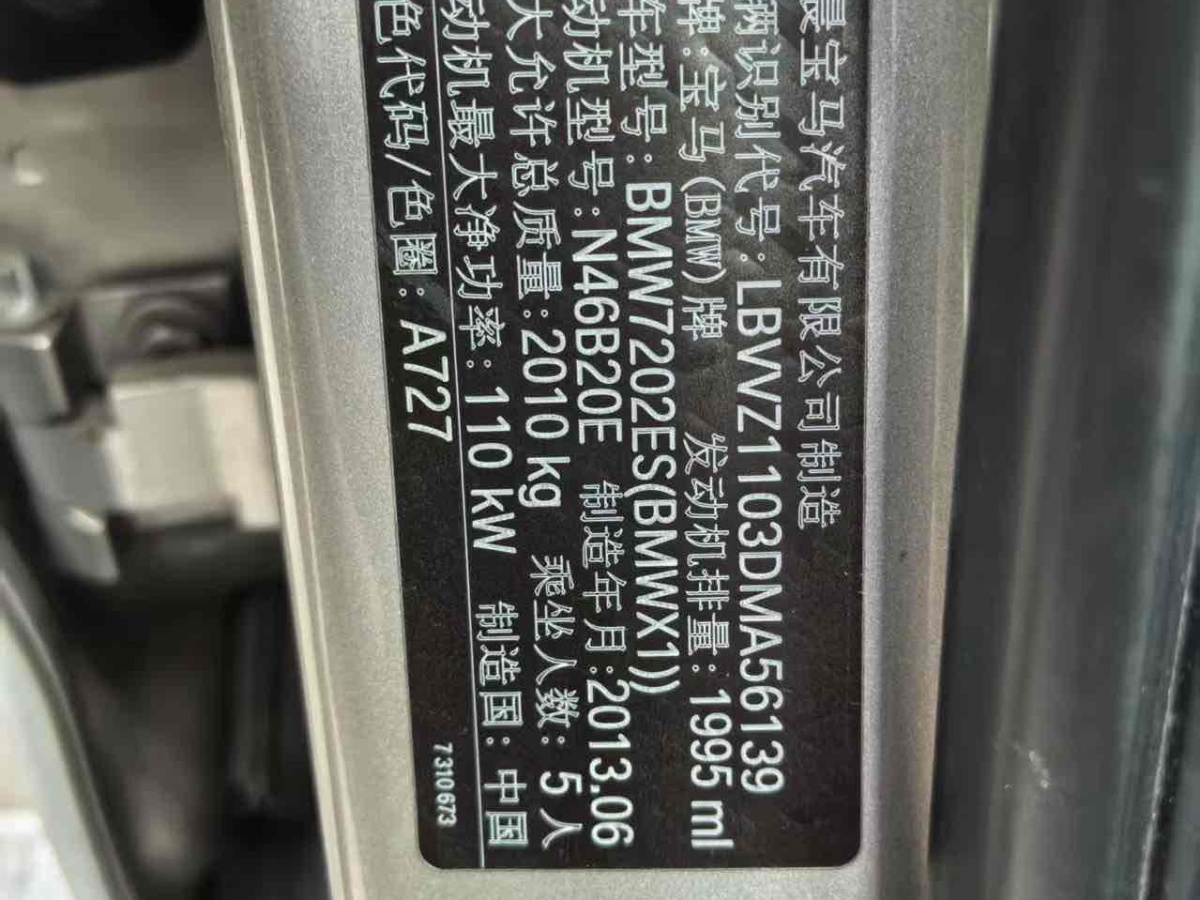 晨宝马汽车有限公司制造
辆识别代号:LBVVZ1103DMA56139
牌:宝马(BMW)牌 发动机排量:1995 ml
车型号:BMW7202ES(BMWX1))
动机型号:N46B20E 制造年月:2013.06
大允许总质量:2010 kg 乘坐人数: 5人
动机最大净功率: 110 kW 制造国: 中国
色代码/色圈: A727
7 310 673